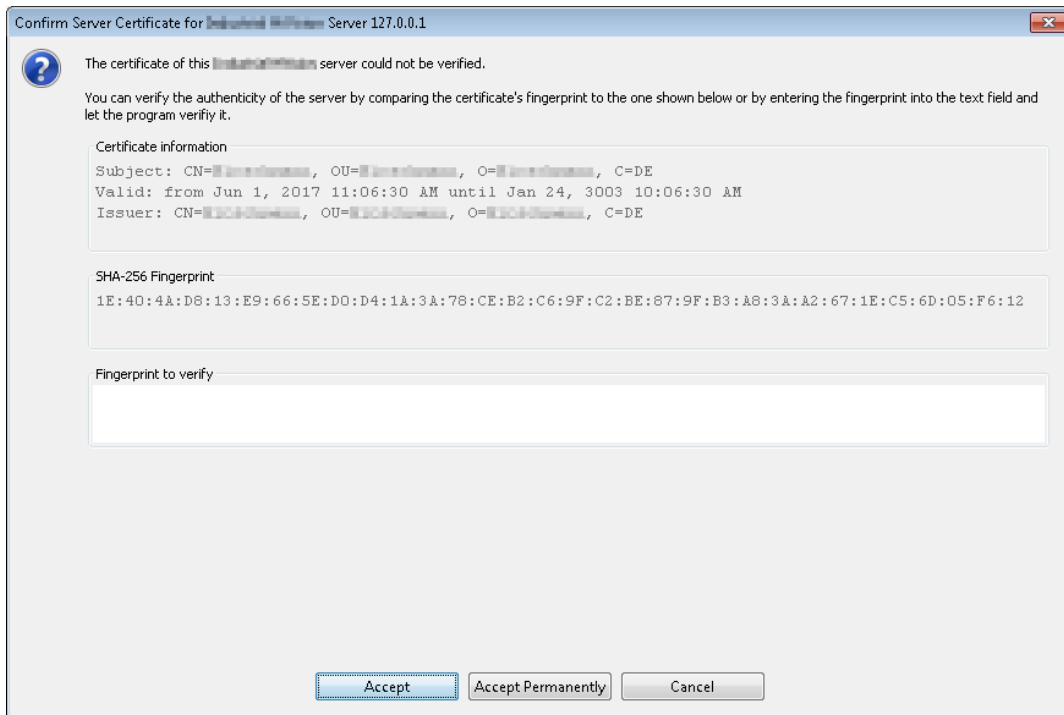 Confirm Server Certificate for Server 127.0.0.1
The certificate of this server could not be verified.
You can verify the authenticity of the server by comparing the certificate's fingerprint to the one shown below or by entering the fingerprint into the text field and
let the program verifiy it.
Certificate information
Subject: CN= , OU= , O= , C=DE
Valid: from Jun 1, 2017 11:06:30 AM until Jan 24, 3003 10:06:30 AM
Issuer: CN= , OU= , O= , C=DE
SHA-256 Fingerprint
1E:40:4A:D8:13:E9:66:5E:D0:D4:1A:3A:78:CE:B2:C6:9F:C2:BE:87:9F:B3:A8:3A:A2:67:1E:C5:6D:05:F6:12
Fingerprint to verify
Accept
Accept Permanently
Cancel